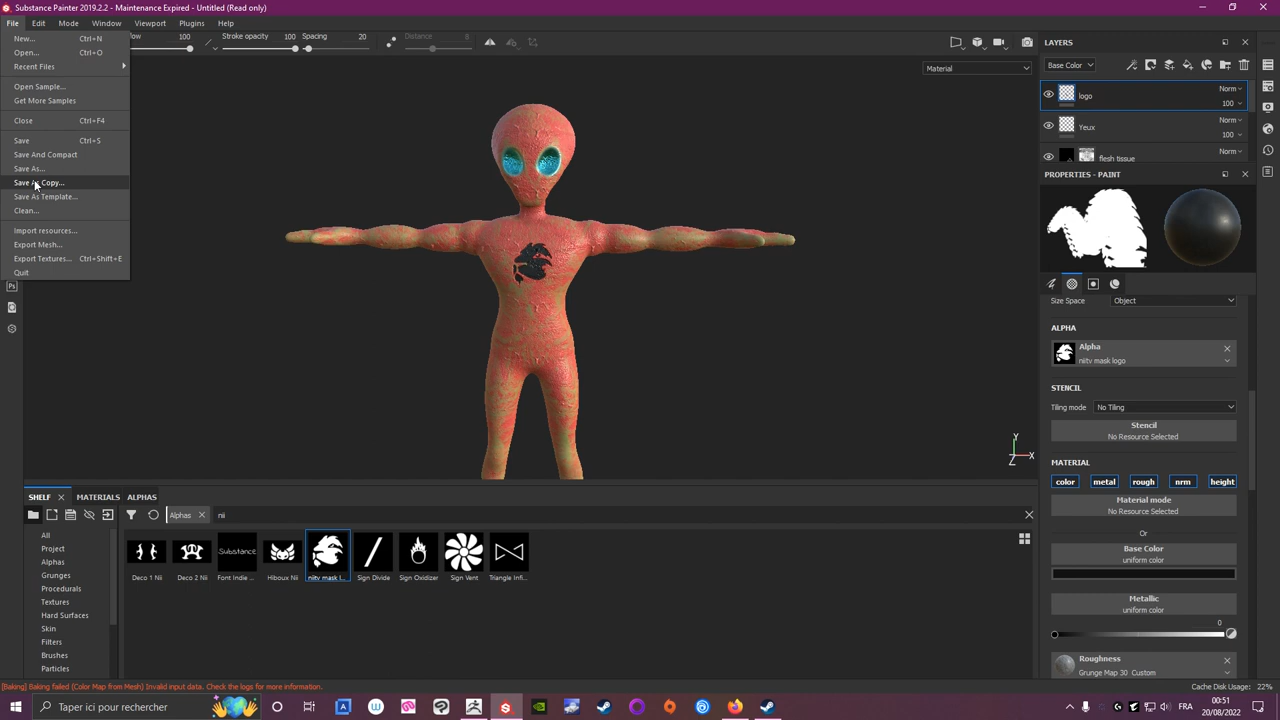 Substance Painter 2019.2.2 - Maintenance Expired - Untitled (Read only)
File Edit Mode Window Viewport Plugins Help
100 Stroke opacity 100 Spacing 20 Distance 8
New... Ctrl+N
Open... Ctrl+O
Recent Files
Open Sample...
Get More Samples
Close Ctrl+F4
Save Ctrl+S
Save And Compact
Save As...
Save As Copy...
Save As Template...
Clean...
Import resources...
Export Mesh...
Export Textures... Ctrl+Shift+E
Quit
Material
Y
Z X
LAYERS
Base Color
logo Norm
100
Yeux Norm
100
flesh tissue Norm
PROPERTIES - PAINT
Size Space Object
ALPHA
Alpha
niitv mask logo
STENCIL
Tiling mode No Tiling
Stencil
No Resource Selected
MATERIAL
color metal rough nrm height
Material mode
No Resource Selected
Or
Base Color
uniform color
Metallic
uniform color
0
Roughness
Grunge Map 30 Custom
SHELF MATERIALS ALPHAS
Alphas nii
All
Project
Alphas
Grunges
Procedurals
Textures
Hard Surfaces
Skin
Filters
Brushes
Particles
Substance
Deco 1 Nii Deco 2 Nii Font Indie ... Hiboux Nii niitv mask l... Sign Divide Sign Oxidizer Sign Vent Triangle Infi...
[Baking] Baking failed (Color Map from Mesh) Invalid input data. Check the logs for more information.
Cache Disk Usage: 22%
Taper ici pour rechercher
FRA
00:51
20/08/2022